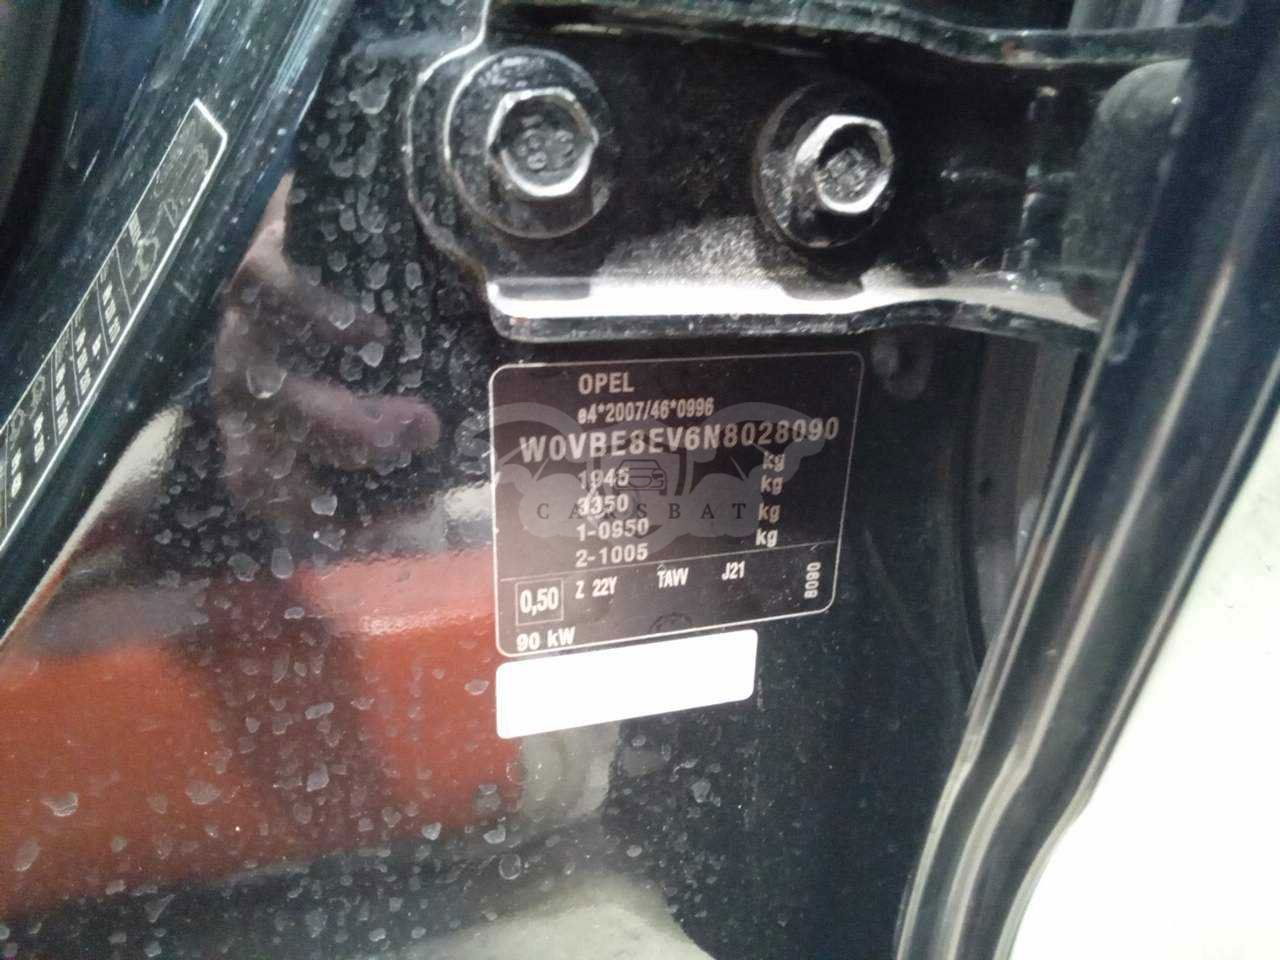 OPEL
e4*2007/46*0996
W0VBE8EV6N8028090
1945 kg
3350 kg
1-0950 kg
2-1005 kg
0,50 Z 22Y TAVV J21 8090
90 kW
CARSBAT